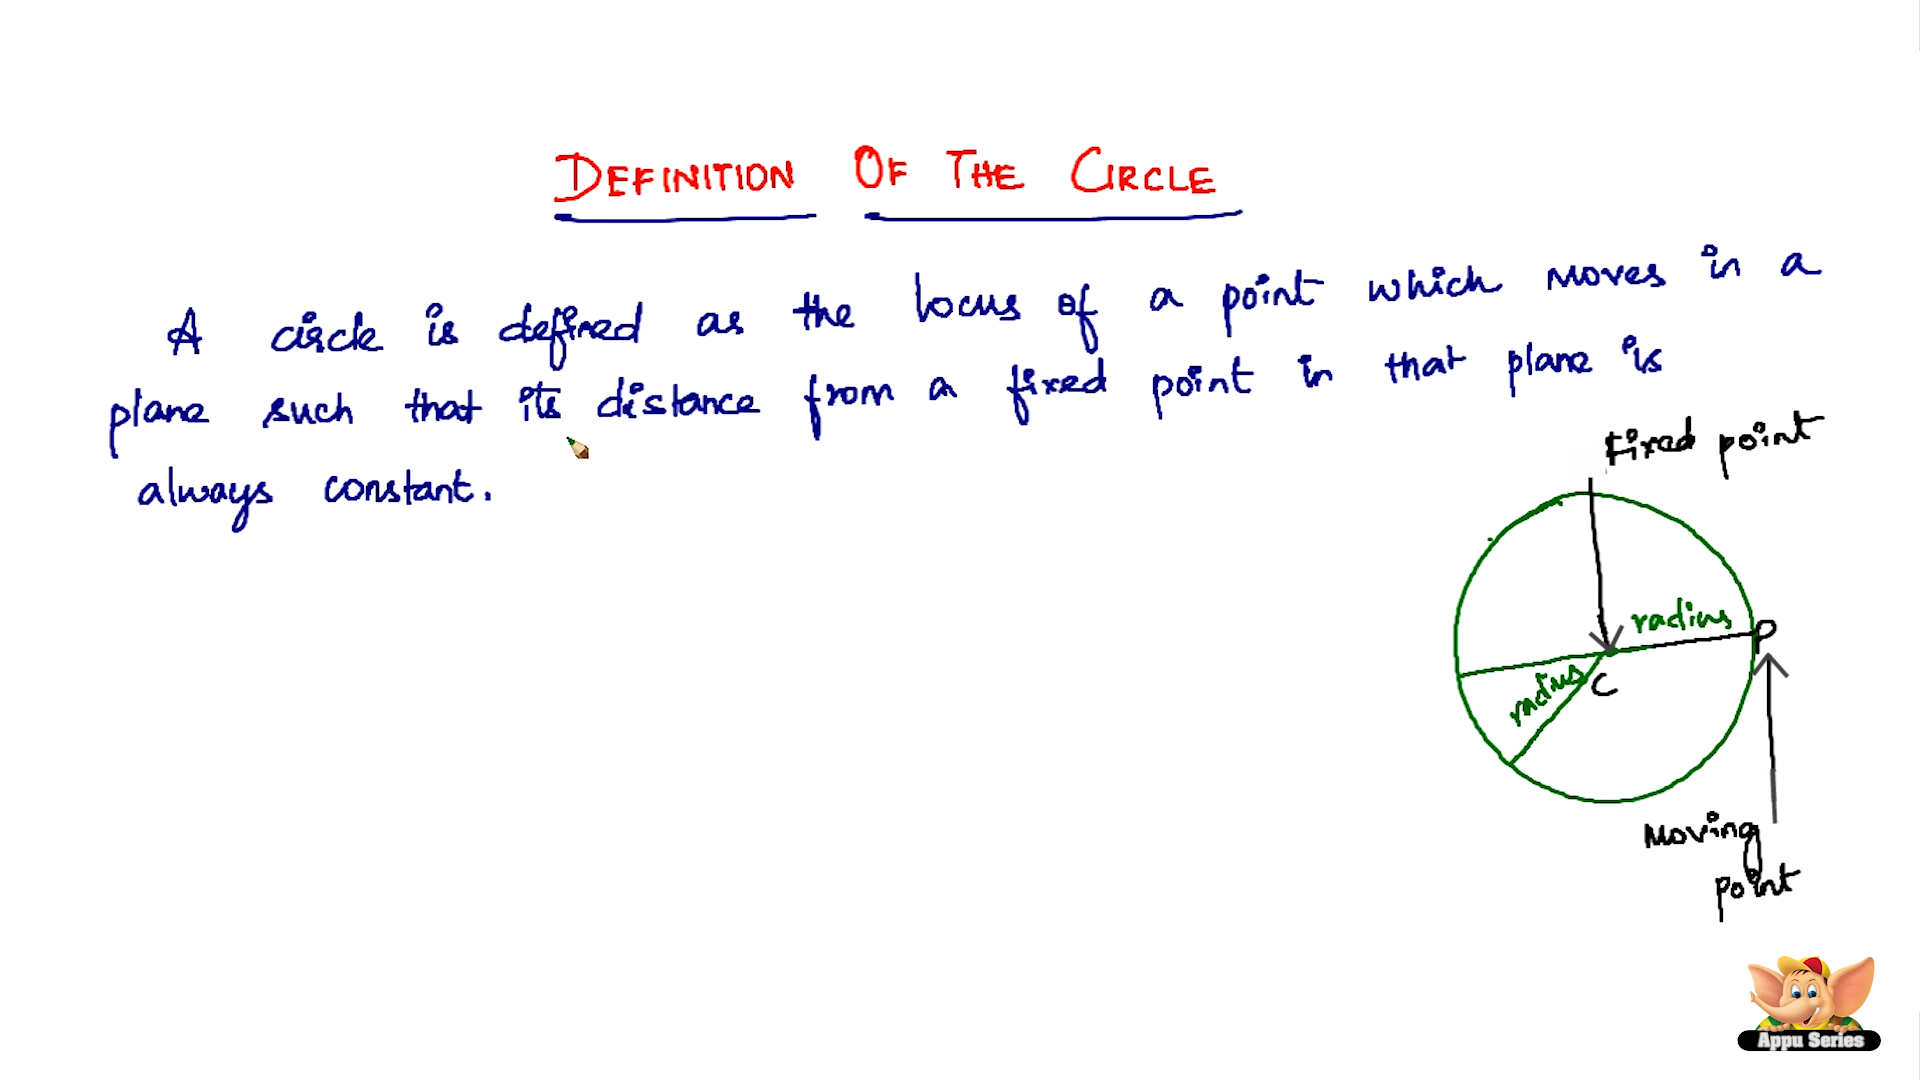 DEFINITION OF THE CIRCLE
A circle is defined as the locus of a point which moves in a
plane such that its distance from a fixed point in that plane is
always constant.
Fixed point
radius
P
radius
C
Moving
point
Appu Series